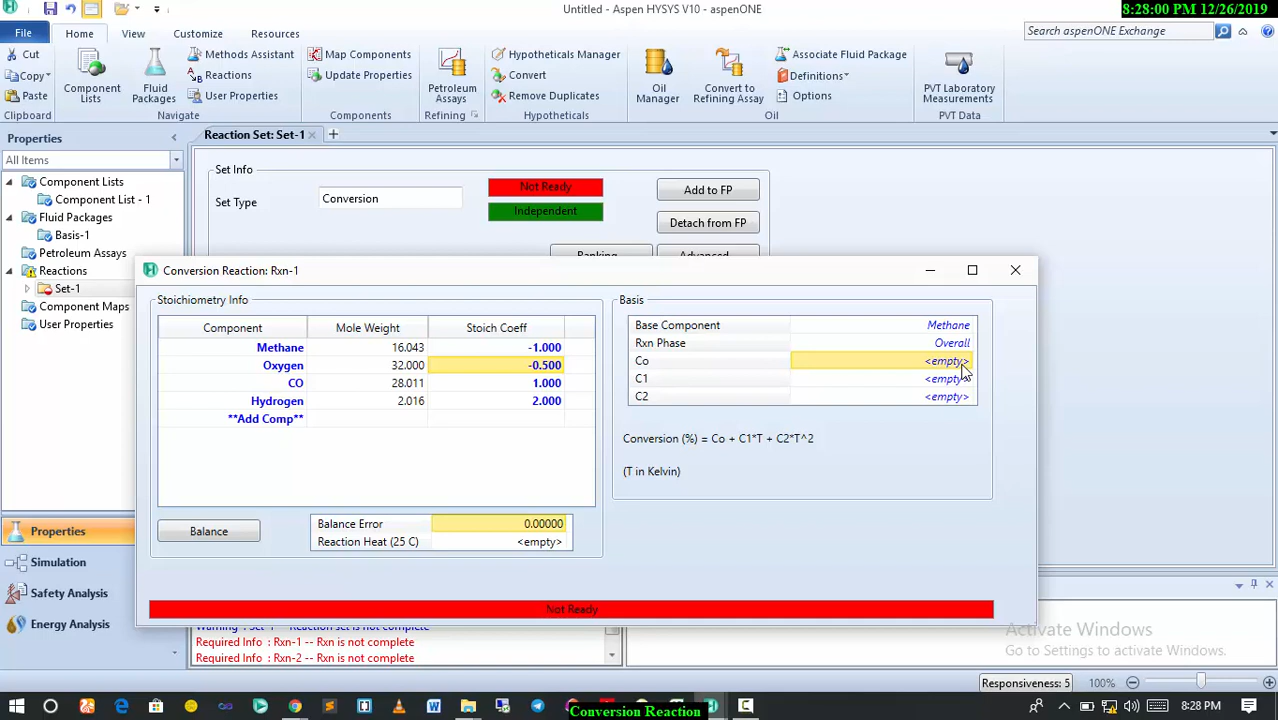 Untitled - Aspen HYSYS V10 - aspenONE
8:28:00 PM 12/26/2019
File
Home
View
Customize
Resources
Search aspenONE Exchange
Cut
Copy
Paste
Clipboard
Component Lists
Fluid Packages
Methods Assistant
Reactions
User Properties
Navigate
Map Components
Update Properties
Components
Petroleum Assays
Refining
Hypotheticals Manager
Convert
Remove Duplicates
Hypotheticals
Oil Manager
Convert to Refining Assay
Associate Fluid Package
Definitions
Options
Oil
PVT Laboratory Measurements
PVT Data
Properties
All Items
Component Lists
Component List - 1
Fluid Packages
Basis-1
Petroleum Assays
Reactions
Set-1
Component Maps
User Properties
Properties
Simulation
Safety Analysis
Energy Analysis
Reaction Set: Set-1
Set Info
Set Type
Conversion
Not Ready
Independent
Add to FP
Detach from FP
Ranking
Advanced
Conversion Reaction: Rxn-1
Stoichiometry Info
Component Mole Weight Stoich Coeff
Methane 16.043 -1.000
Oxygen 32.000 -0.500
CO 28.011 1.000
Hydrogen 2.016 2.000
**Add Comp**
Balance
Balance Error 0.00000
Reaction Heat (25 C) <empty>
Basis
Base Component Methane
Rxn Phase Overall
Co <empty>
C1 <empty>
C2 <empty>
Conversion (%) = Co + C1*T + C2*T^2
(T in Kelvin)
Not Ready
Warning : Set-1 -- Reaction set is not complete
Required Info : Rxn-1 -- Rxn is not complete
Required Info : Rxn-2 -- Rxn is not complete
Activate Windows
Go to Settings to activate Windows.
Responsiveness: 5
100%
Conversion Reaction
8:28 PM